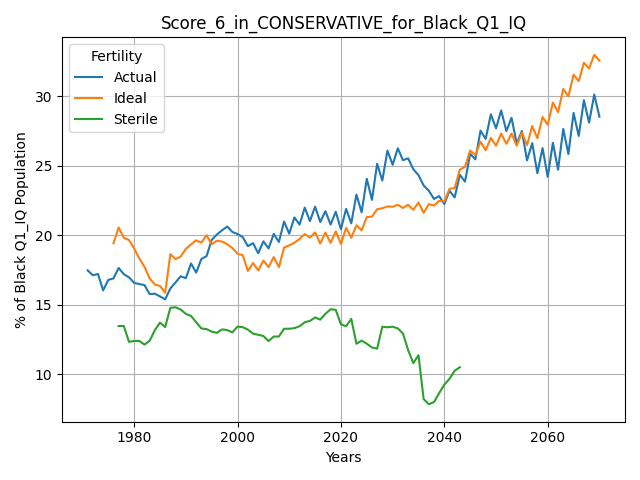 Score_6_in_CONSERVATIVE_for_Black_Q1_IQ
Fertility
Actual
Ideal
Sterile
% of Black Q1_IQ Population
30
25
20
15
10
1980
2000
2020
2040
2060
Years